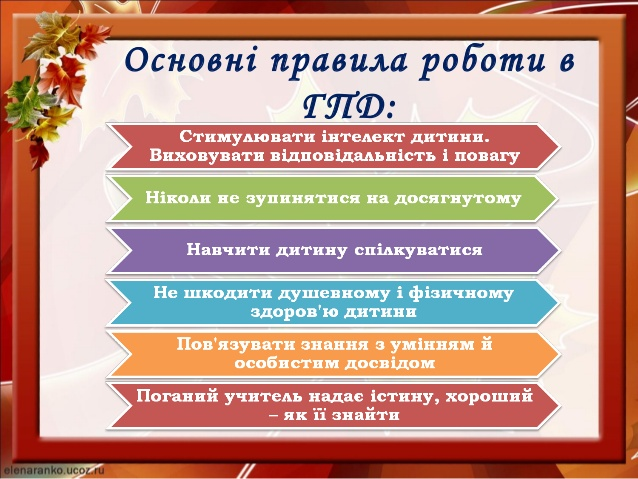 Основні правила роботи в
ГПД:
Стимулювати інтелект дитини.
Виховувати відповідальність і повагу
Ніколи не зупинятися на досягнутому
Навчити дитину спілкуватися
Не шкодити душевному і фізичному
здоров'ю дитини
Пов'язувати знання з умінням й
особистим досвідом
Поганий учитель надає істину, хороший
– як її знайти
elenaranko.ucoz.ru